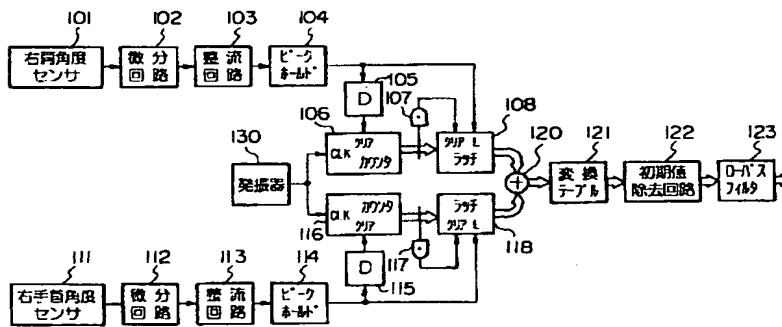 101
102
103
104
右肩角度
センサ
微分
回路
整流
回路
ピーク
ホールド
105
D
107
108
106
クリア
CLK カウンタ
クリア L
ラッチ
130
発振器
120
121
122
123
変換
テーブル
初期値
除去回路
ローパス
フィルタ
カウンタ
CLK クリア
116
ラッチ
クリア L
118
117
D
115
111
112
113
114
右手首角度
センサ
微分
回路
整流
回路
ピーク
ホールド